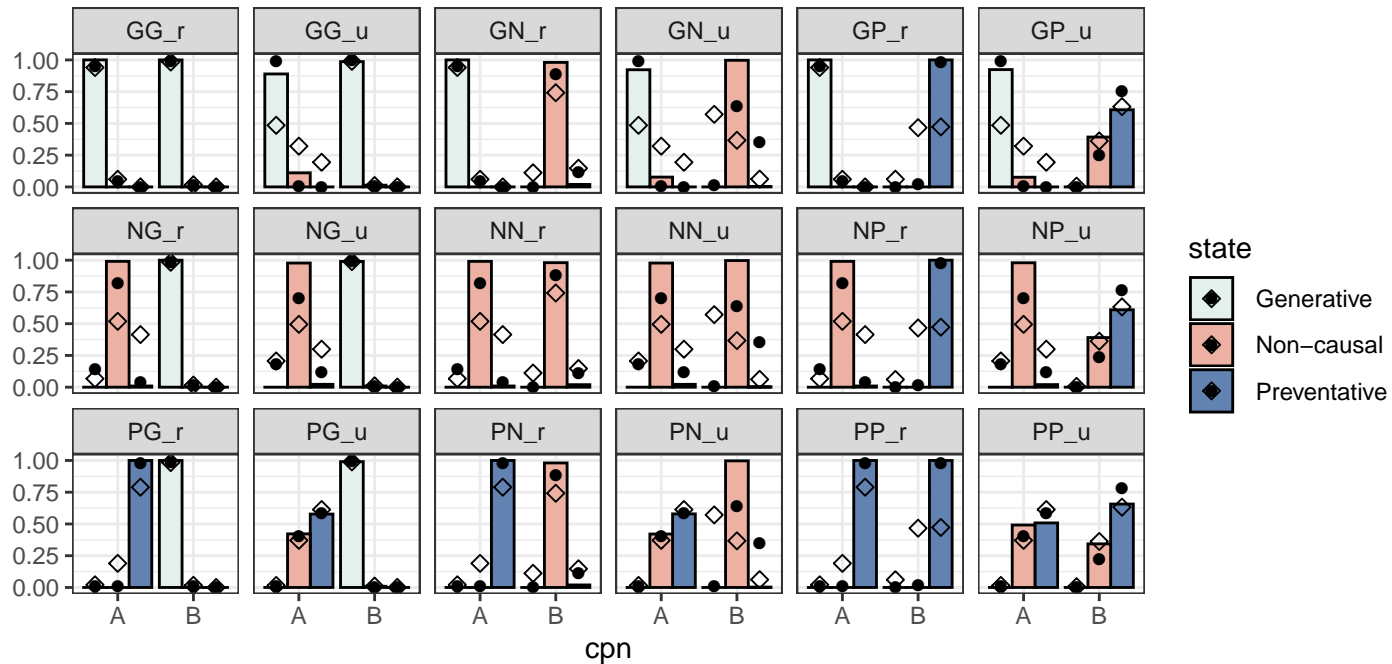 GG_r GG_u GN_r GN_u GP_r GP_u
1.00
0.75
0.50
0.25
0.00
NG_r NG_u NN_r NN_u NP_r NP_u
1.00
0.75
0.50
0.25
0.00
PG_r PG_u PN_r PN_u PP_r PP_u
1.00
0.75
0.50
0.25
0.00
A B A B A B A B A B A B
cpn
state
Generative
Non−causal
Preventative